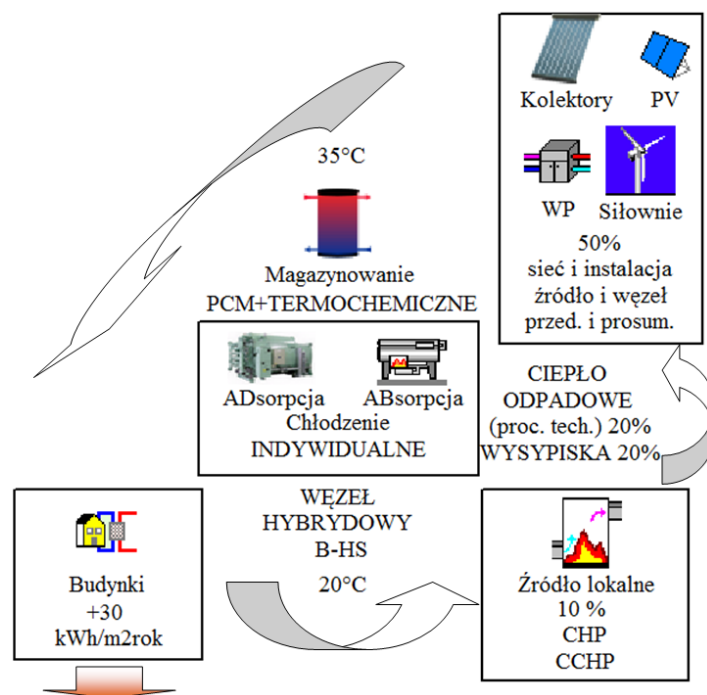 Kolektory PV
WP Siłownie
50%
sieć i instalacja
źródło i węzeł
przed. i prosum.
35°C
Magazynowanie
PCM+TERMOCHEMICZNE
ADsorpcja ABsorpcja
Chłodzenie
INDYWIDUALNE
CIEPŁO
ODPADOWE
(proc. tech.) 20%
WYSYPISKA 20%
WĘZEŁ
HYBRYDOWY
B-HS
20°C
Budynki
+30
kWh/m2rok
Źródło lokalne
10 %
CHP
CCHP